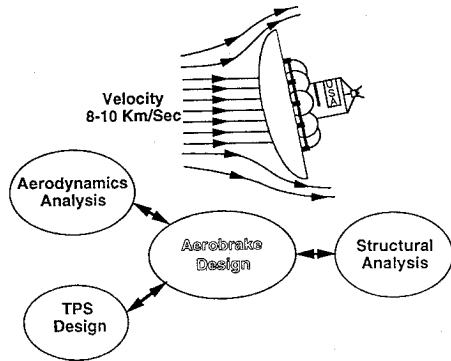 Velocity
8-10 Km/Sec
USA
Aerodynamics
Analysis
Aerobrake
Design
Structural
Analysis
TPS
Design